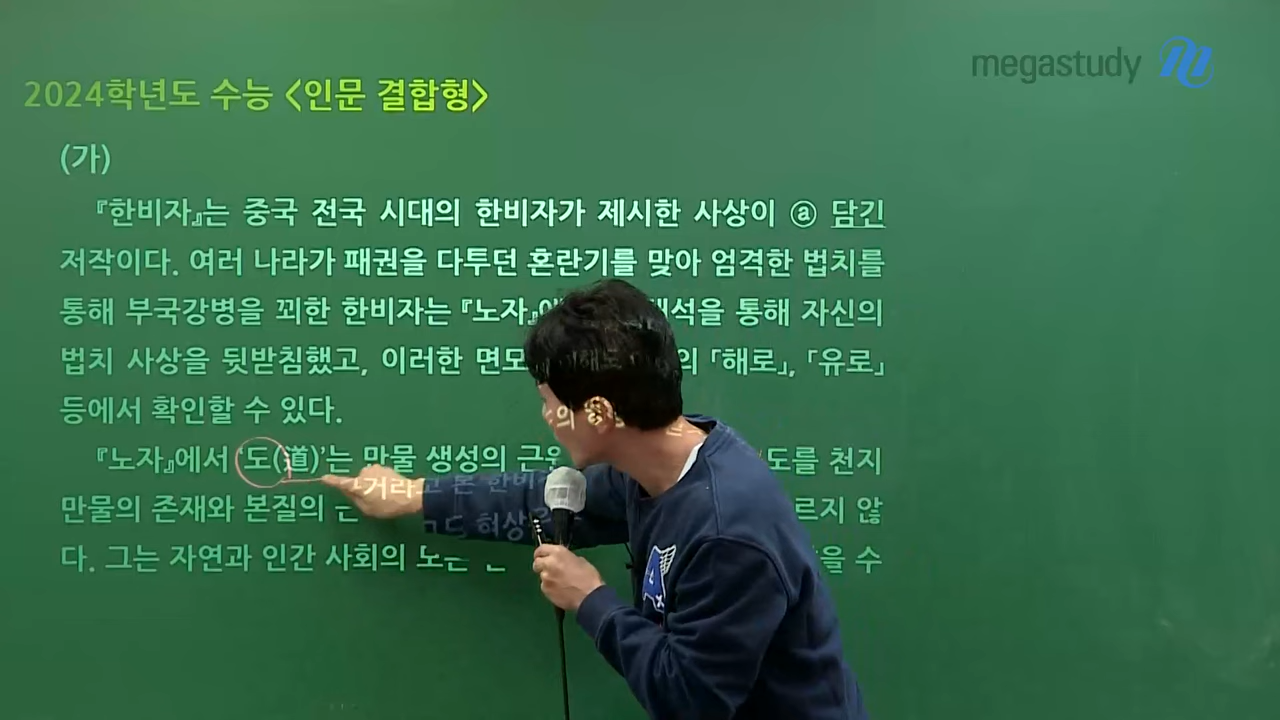 megastudy
2024학년도 수능 <인문 결합형>
(가)
『한비자』는 중국 전국 시대의 한비자가 제시한 사상이 ⓐ 담긴
저작이다. 여러 나라가 패권을 다투던 혼란기를 맞아 엄격한 법치를
통해 부국강병을 꾀한 한비자는 『노자』에 통해 자신의
법치 사상을 뒷받침했고, 이러한 면모 「해로」, 「유로」
등에서 확인할 수 있다.
『노자』에서 '도(道)'는 만물 생성의 도를 천지
만물의 존재와 본질의 거라고 본 한비
다. 그는 자연과 인간 사회의 수